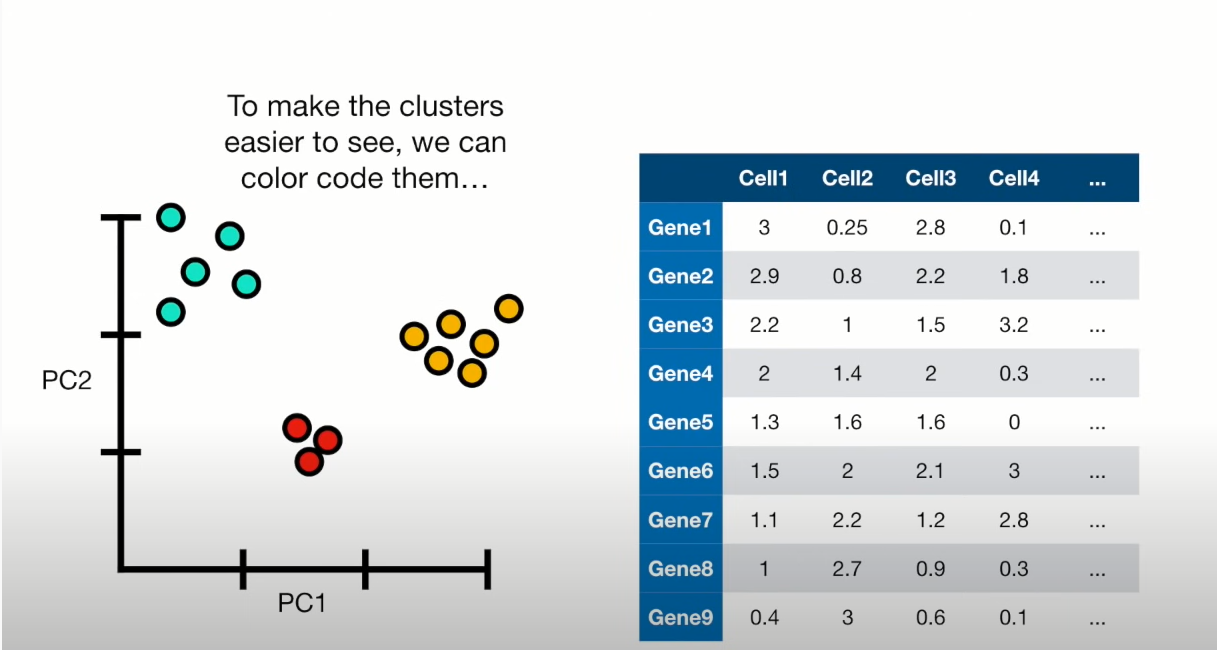 To make the clusters
easier to see, we can
color code them…
PC2
PC1
Cell1 Cell2 Cell3 Cell4 ...
Gene1 3 0.25 2.8 0.1 ...
Gene2 2.9 0.8 2.2 1.8 ...
Gene3 2.2 1 1.5 3.2 ...
Gene4 2 1.4 2 0.3 ...
Gene5 1.3 1.6 1.6 0 ...
Gene6 1.5 2 2.1 3 ...
Gene7 1.1 2.2 1.2 2.8 ...
Gene8 1 2.7 0.9 0.3 ...
Gene9 0.4 3 0.6 0.1 ...